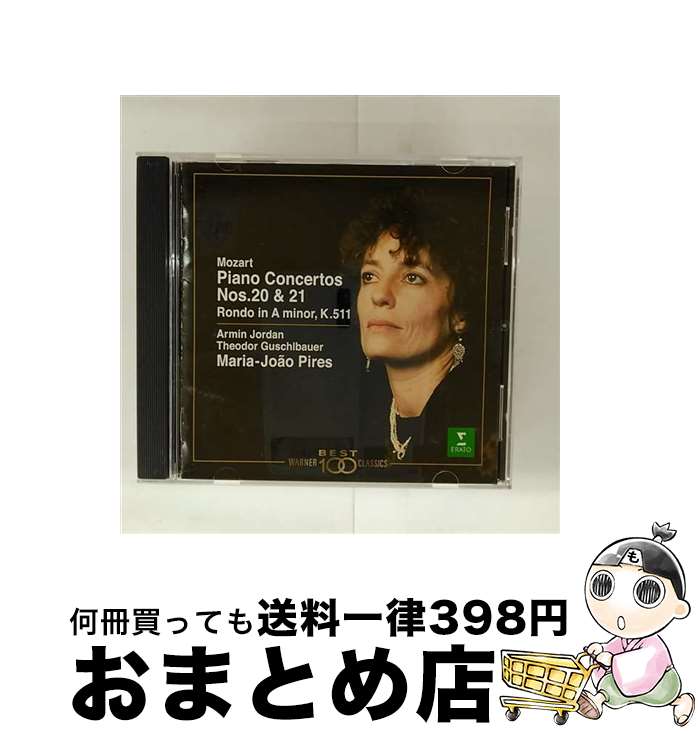 Mozart
Piano Concertos
Nos.20 & 21
Rondo in A minor, K.511
Armin Jordan
Theodor Guschlbauer
Maria-João Pires
ERATO
BEST
WARNER 100 CLASSICS
も
何冊買っても送料一律398円
おまとめ店